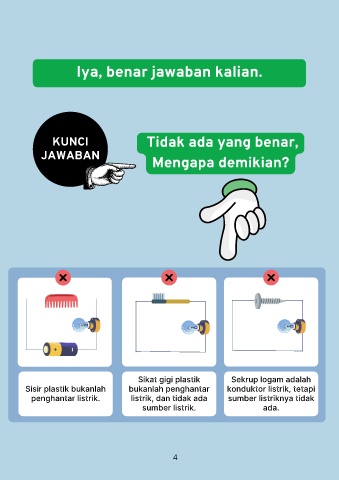 Iya, benar jawaban kalian.
KUNCI
JAWABAN
Tidak ada yang benar,
Mengapa demikian?
Sisir plastik bukanlah
penghantar listrik.
Sikat gigi plastik
bukanlah penghantar
listrik, dan tidak ada
sumber listrik.
Sekrup logam adalah
konduktor listrik, tetapi
sumber listriknya tidak
ada.
4